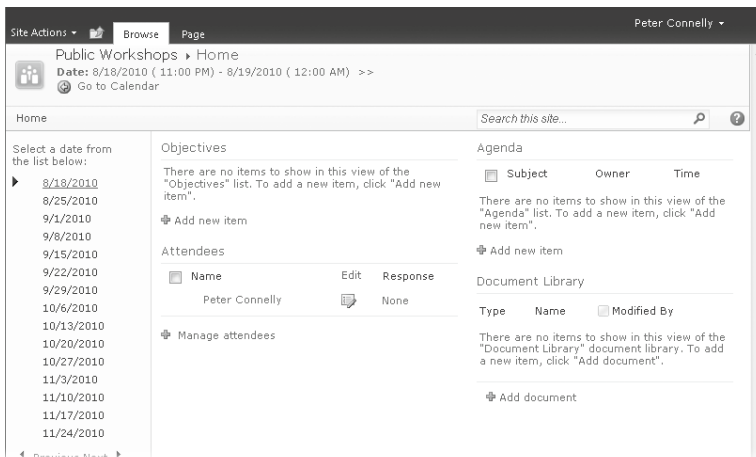 Peter Connelly
Site Actions Browse Page
Public Workshops Home
Date: 8/18/2010 ( 11:00 PM) - 8/19/2010 ( 12:00 AM) >>
Go to Calendar
Home
Search this site...
Select a date from
the list below:
8/18/2010
8/25/2010
9/1/2010
9/8/2010
9/15/2010
9/22/2010
9/29/2010
10/6/2010
10/13/2010
10/20/2010
10/27/2010
11/3/2010
11/10/2010
11/17/2010
11/24/2010
Previous Next
Objectives
There are no items to show in this view of the
"Objectives" list. To add a new item, click "Add new
item".
Add new item
Attendees
Name Edit Response
Peter Connelly None
Manage attendees
Agenda
Subject Owner Time
There are no items to show in this view of the
"Agenda" list. To add a new item, click "Add
new item".
Add new item
Document Library
Type Name Modified By
There are no items to show in this view of the
"Document Library" document library. To add
a new item, click "Add document".
Add document